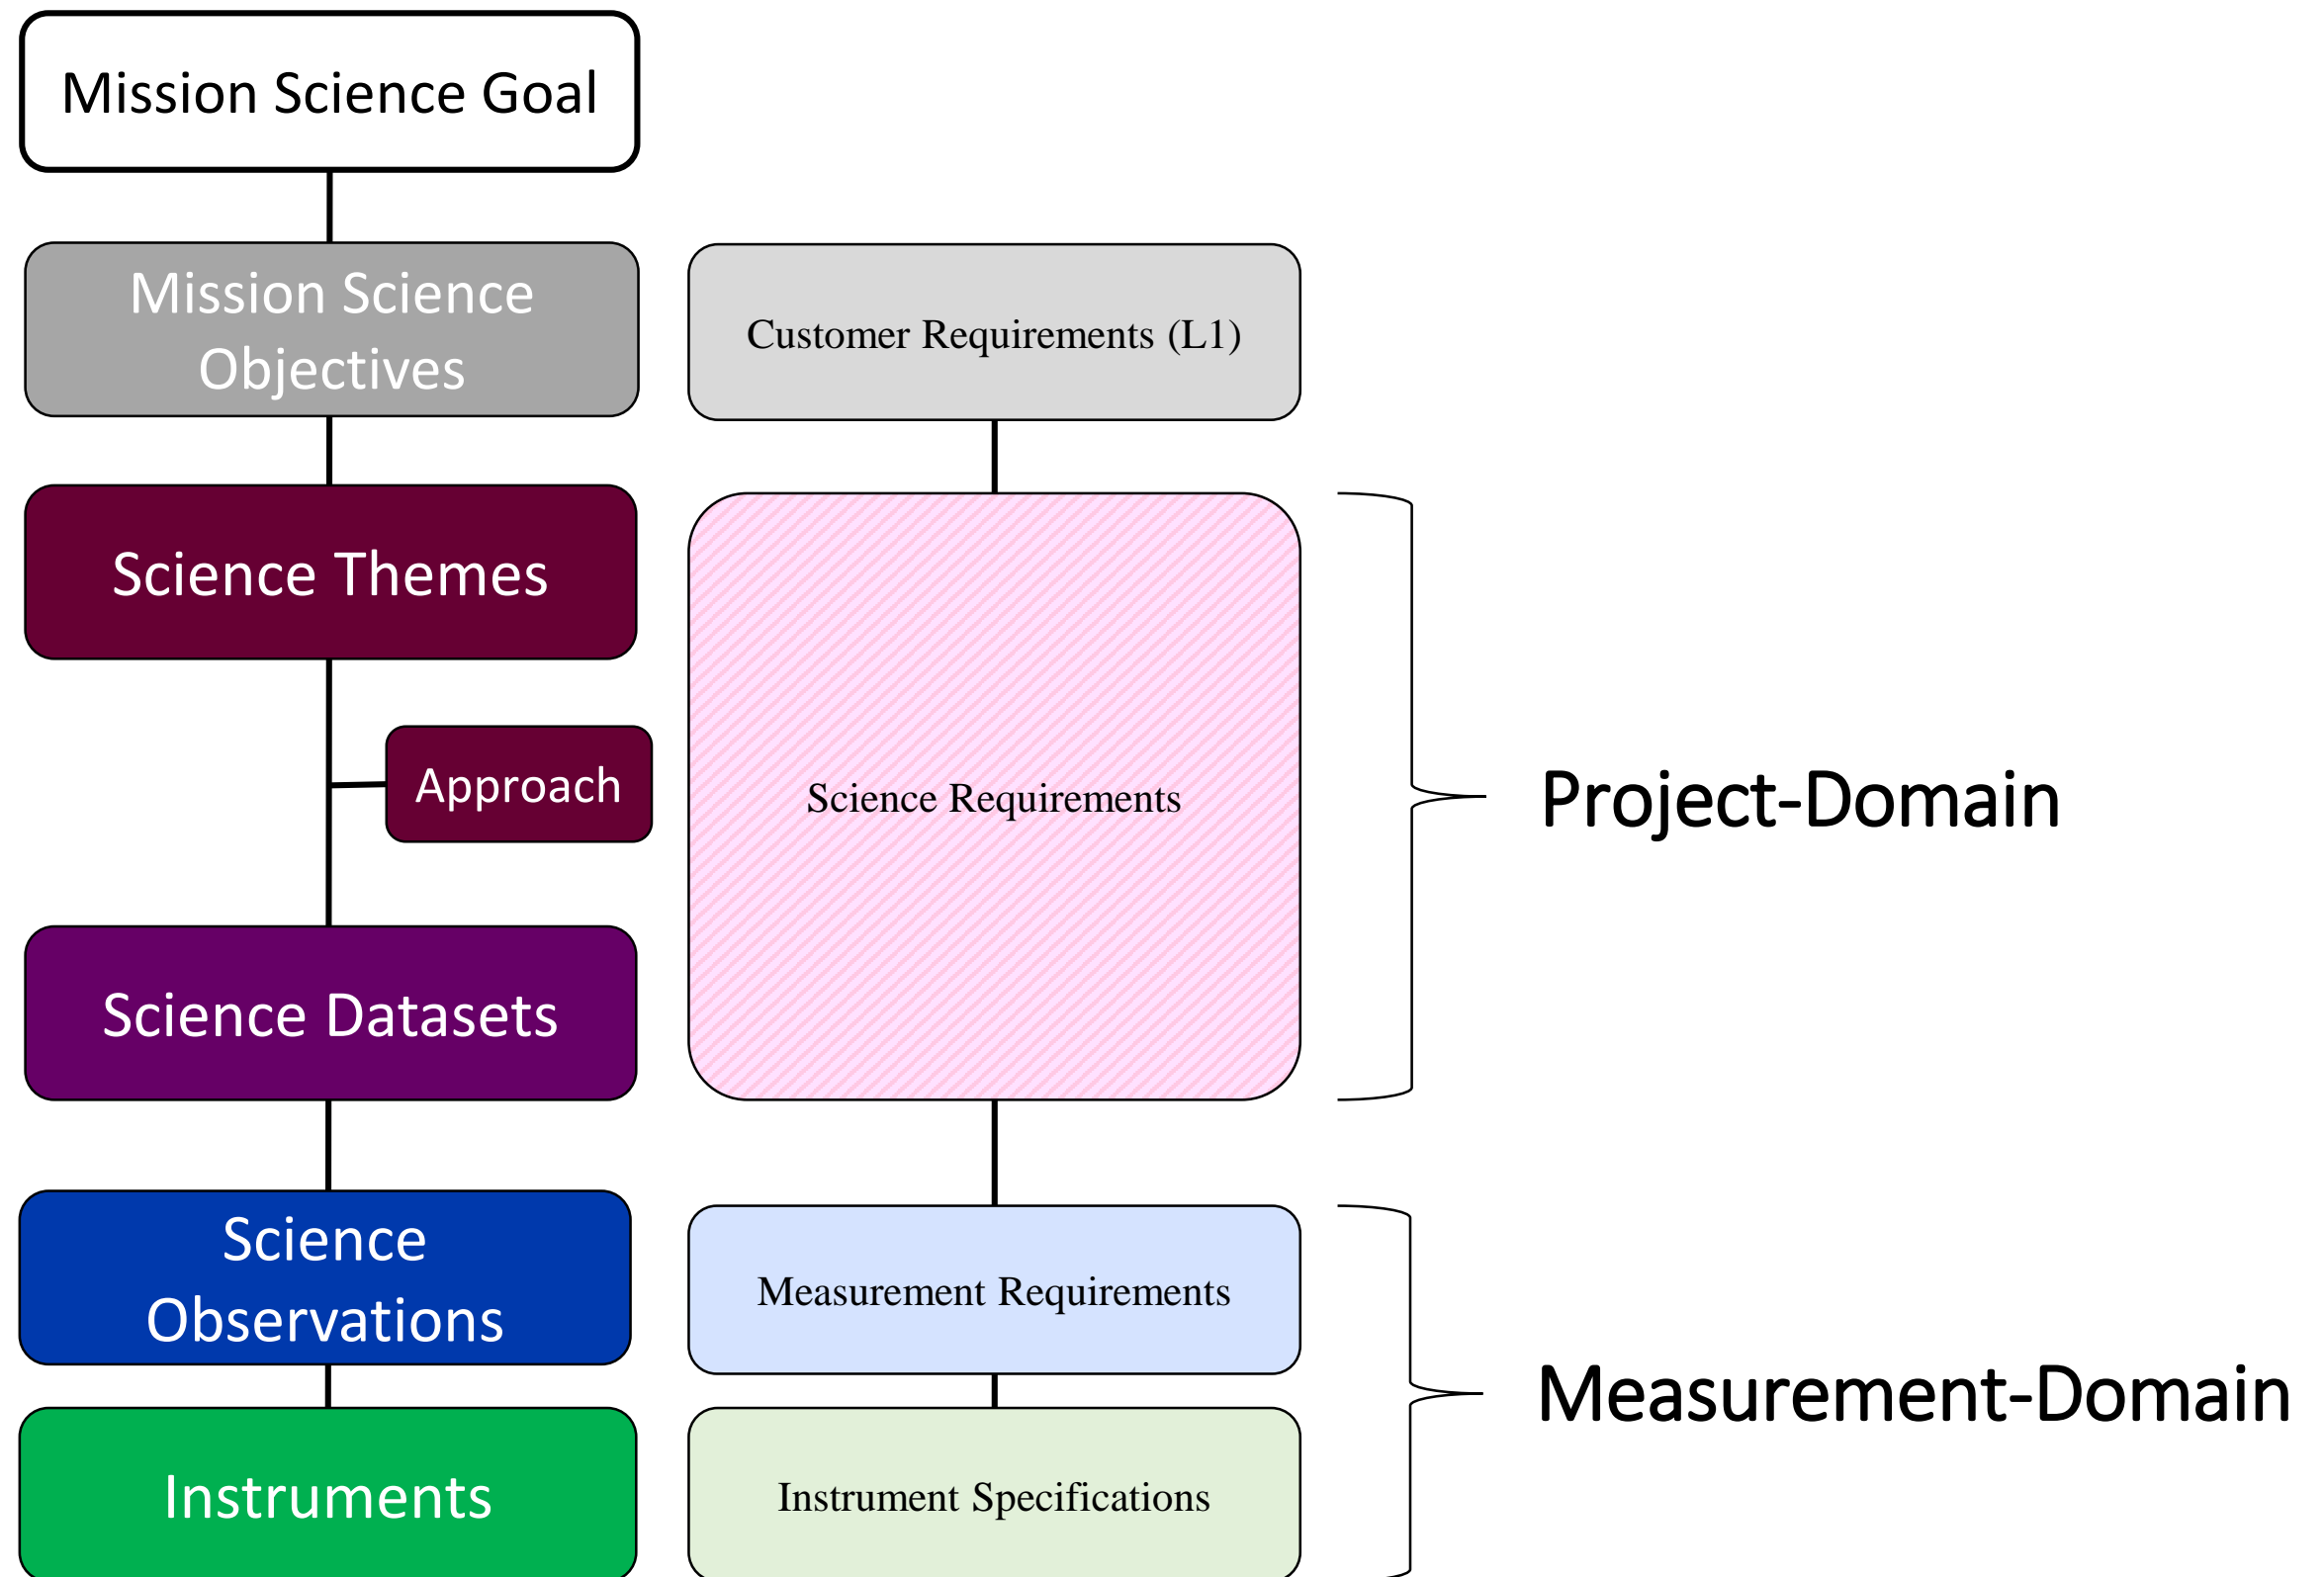 Mission Science Goal
Mission Science
Objectives
Customer Requirements (L1)
Science Themes
Approach
Science Requirements
Project-Domain
Science Datasets
Science
Observations
Measurement Requirements
Measurement-Domain
Instruments
Instrument Specifications